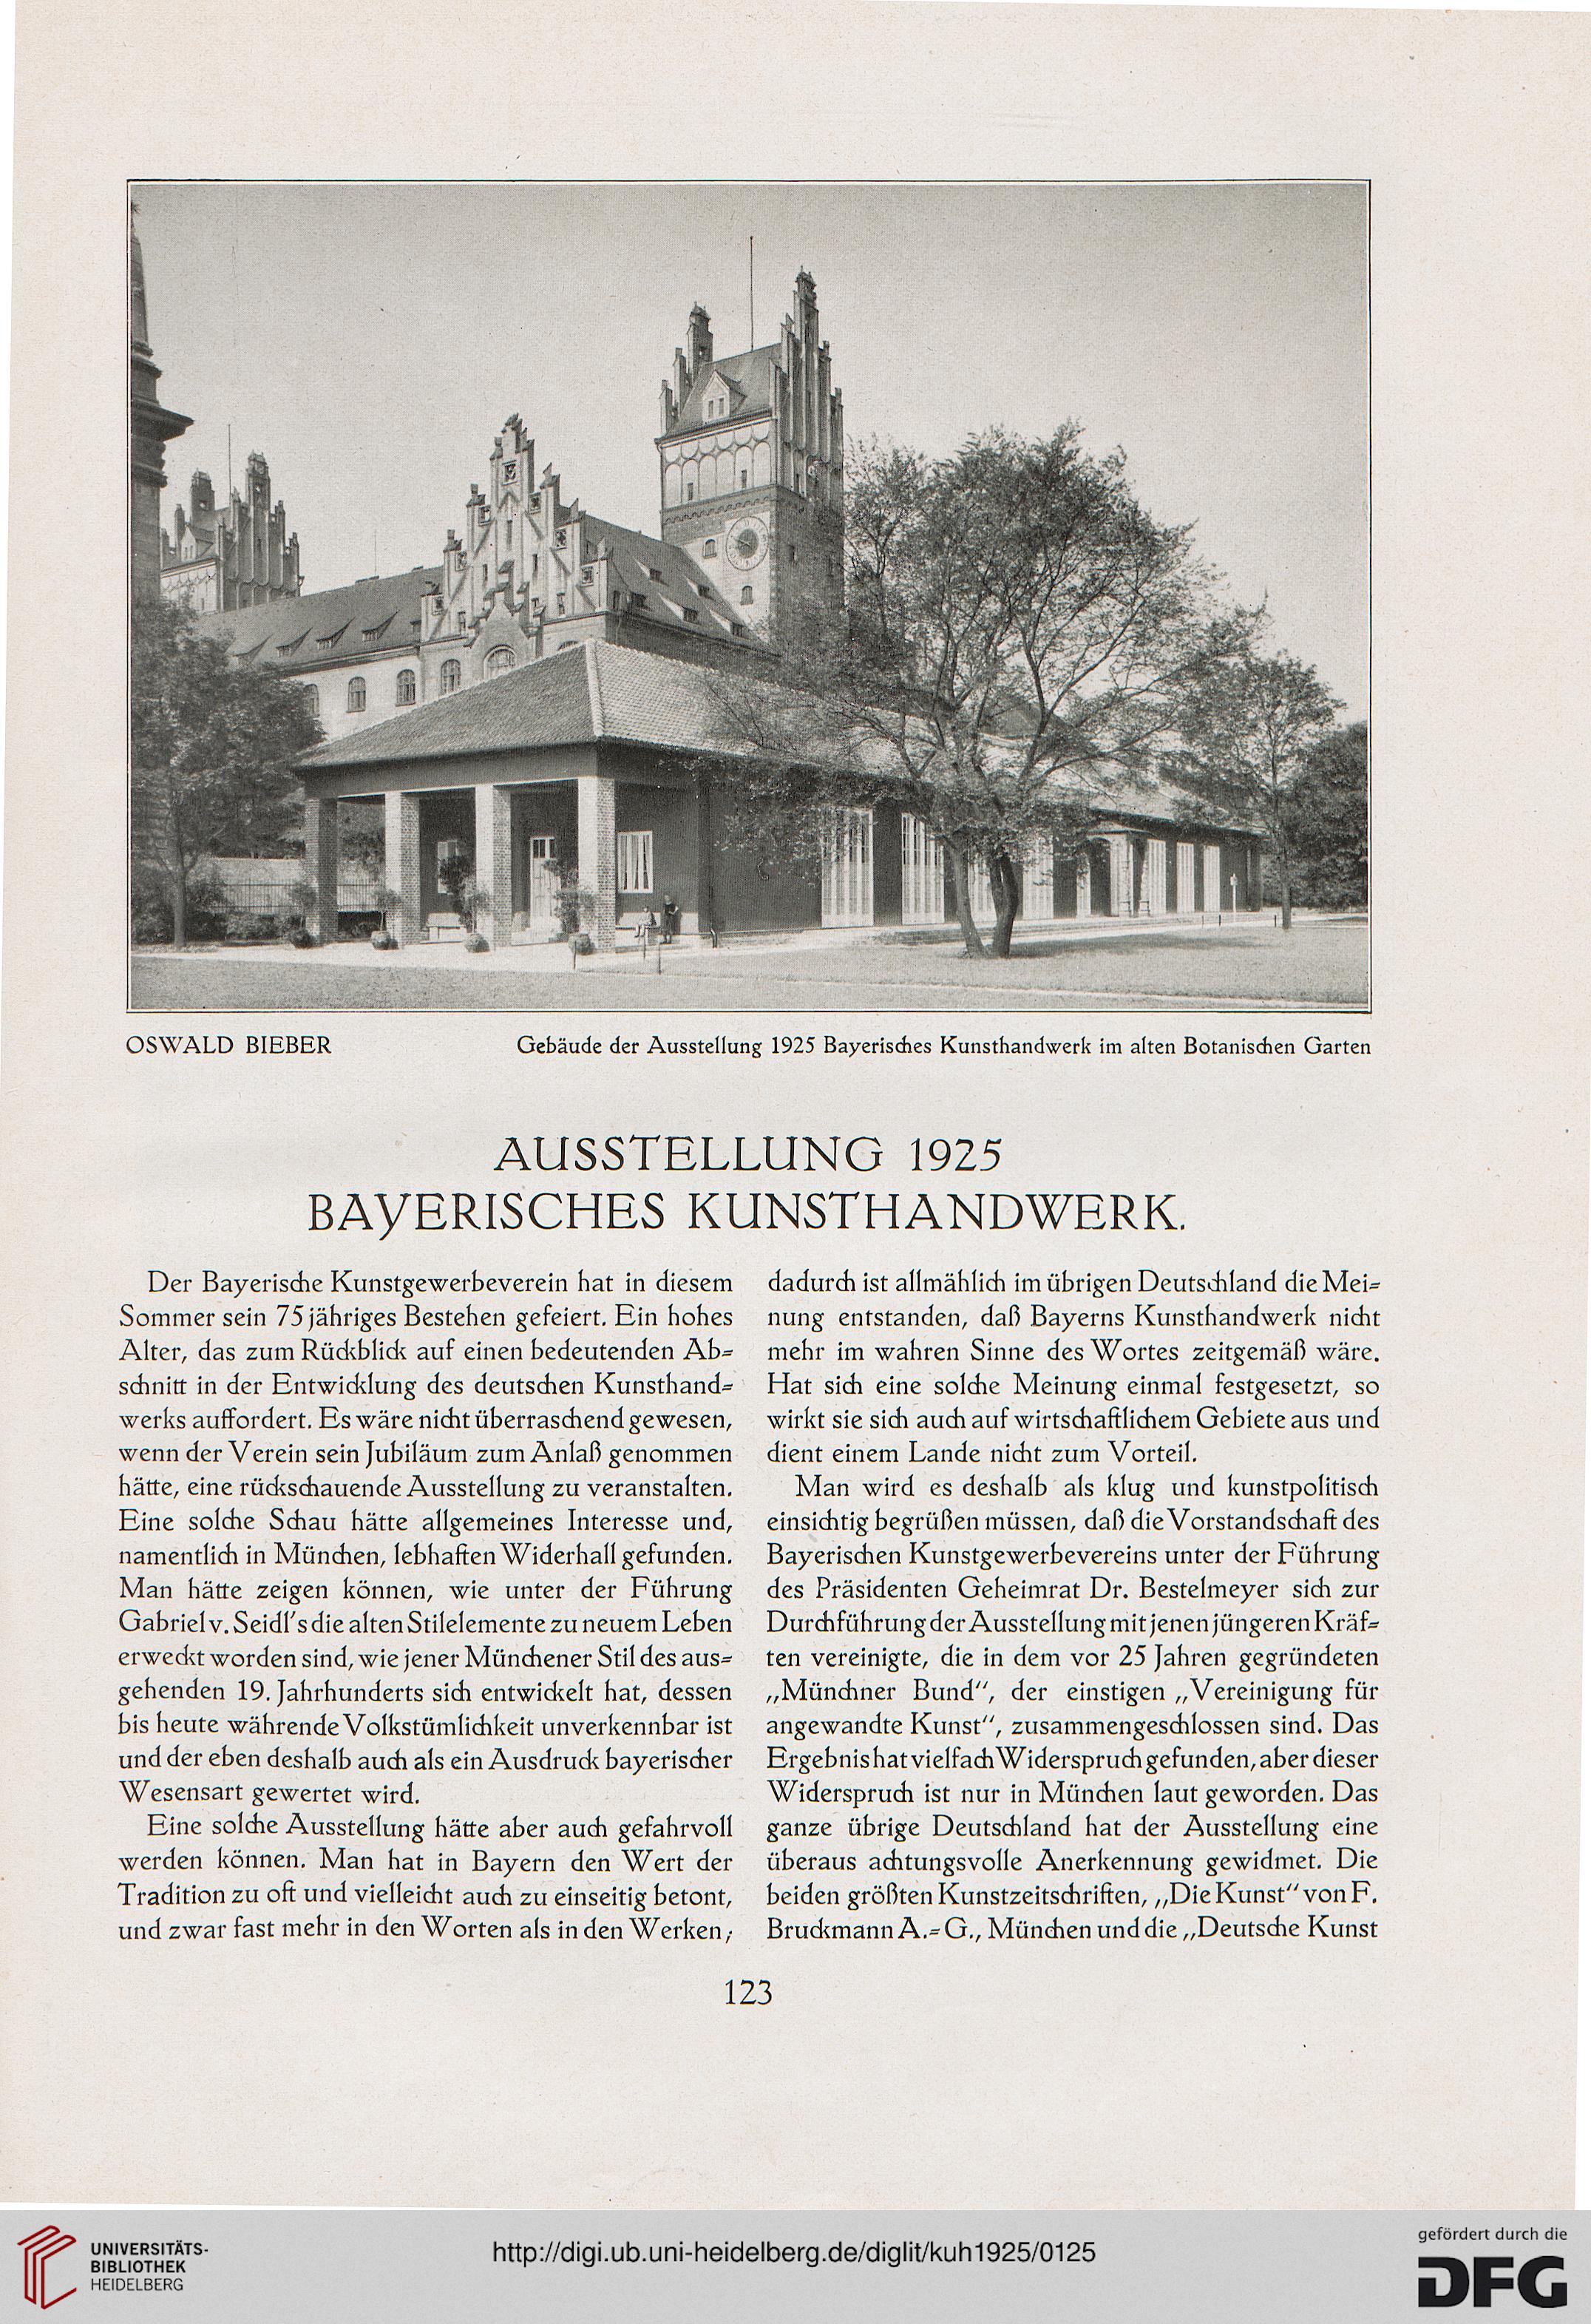 OSWALD BIEBER
Gebäude der Ausstellung 1925 Bayerisches Kunsthandwerk im alten Botanischen Garten
AUSSTELLUNG 1925
BAYERISCHES KUNSTHANDWERK.
Der Bayerische Kunstgewerbeverein hat in diesem
Sommer sein 75jähriges Bestehen gefeiert. Ein hohes
Alter, das zum Rückblick auf einen bedeutenden Ab-
schnitt in der Entwicklung des deutschen Kunsthand-
werks auffordert. Es wäre nicht überraschend gewesen,
wenn der Verein sein Jubiläum zum Anlaß genommen
hätte, eine rückschauende Ausstellung zu veranstalten.
Eine solche Schau hätte allgemeines Interesse und,
namentlich in München, lebhaften Widerhall gefunden.
Man hätte zeigen können, wie unter der Führung
Gabriel v. Seidl's die alten Stilelemente zu neuem Leben
erweckt worden sind, wie jener Münchener Stil des aus-
gehenden 19. Jahrhunderts sich entwickelt hat, dessen
bis heute währende Volkstümlichkeit unverkennbar ist
und der eben deshalb auch als ein Ausdruck bayerischer
Wesensart gewertet wird.
Eine solche Ausstellung hätte aber auch gefahrvoll
werden können. Man hat in Bayern den Wert der
Tradition zu oft und vielleicht auch zu einseitig betont,
und zwar fast mehr in den Worten als in den Werken;
dadurch ist allmählich im übrigen Deutschland die Mei-
nung entstanden, daß Bayerns Kunsthandwerk nicht
mehr im wahren Sinne des Wortes zeitgemäß wäre.
Hat sich eine solche Meinung einmal festgesetzt, so
wirkt sie sich auch auf wirtschaftlichem Gebiete aus und
dient einem Lande nicht zum Vorteil.
Man wird es deshalb als klug und kunstpolitisch
einsichtig begrüßen müssen, daß die Vorstandschaft des
Bayerischen Kunstgewerbevereins unter der Führung
des Präsidenten Geheimrat Dr. Bestelmeyer sich zur
Durchführung der Ausstellung mit jenen jüngeren Kräf-
ten vereinigte, die in dem vor 25 Jahren gegründeten
„Münchner Bund", der einstigen „Vereinigung für
angewandte Kunst", zusammengeschlossen sind. Das
Ergebnis hat vielfach Widerspruch gefunden, aber dieser
Widerspruch ist nur in München laut geworden. Das
ganze übrige Deutschland hat der Ausstellung eine
überaus achtungsvolle Anerkennung gewidmet. Die
beiden größten Kunstzeitschriften, „Die Kunst" von F.
Bruckmann A.-G., München und die „Deutsche Kunst
123
UNIVERSITÄTS-
BIBLIOTHEK
HEIDELBERG
http://digi.ub.uni-heidelberg.de/diglit/kuh1925/0125
gefördert durch die
DFG